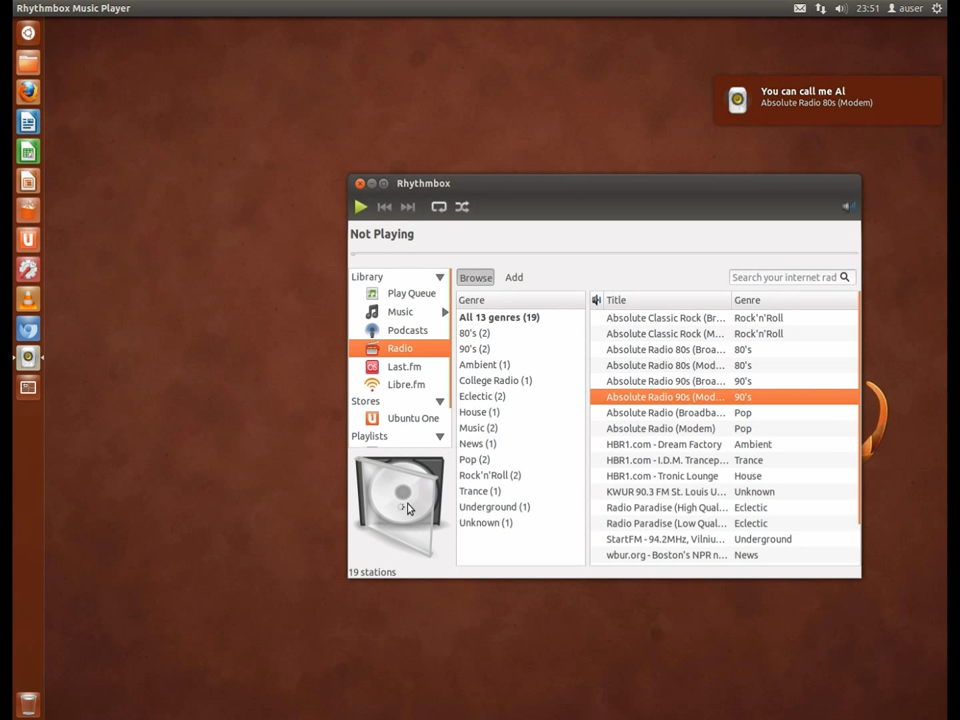 Rhythmbox Music Player
23:51 auser
You can call me Al
Absolute Radio 80s (Modem)
Rhythmbox
Not Playing
Library
Play Queue
Music
Podcasts
Radio
Last.fm
Libre.fm
Stores
Ubuntu One
Playlists
19 stations
Browse Add
Search your internet rad
Genre
All 13 genres (19)
80's (2)
90's (2)
Ambient (1)
College Radio (1)
Eclectic (2)
House (1)
Music (2)
News (1)
Pop (2)
Rock'n'Roll (2)
Trance (1)
Underground (1)
Unknown (1)
Title Genre
Absolute Classic Rock (Br... Rock'n'Roll
Absolute Classic Rock (M... Rock'n'Roll
Absolute Radio 80s (Broa... 80's
Absolute Radio 80s (Mod... 80's
Absolute Radio 90s (Broa... 90's
Absolute Radio 90s (Mod... 90's
Absolute Radio (Broadba... Pop
Absolute Radio (Modem) Pop
HBR1.com - Dream Factory Ambient
HBR1.com - I.D.M. Trancep... Trance
HBR1.com - Tronic Lounge House
KWUR 90.3 FM St. Louis U... Unknown
Radio Paradise (High Qual... Eclectic
Radio Paradise (Low Qual... Eclectic
StartFM - 94.2MHz, Vilniu... Underground
wbur.org - Boston's NPR n... News